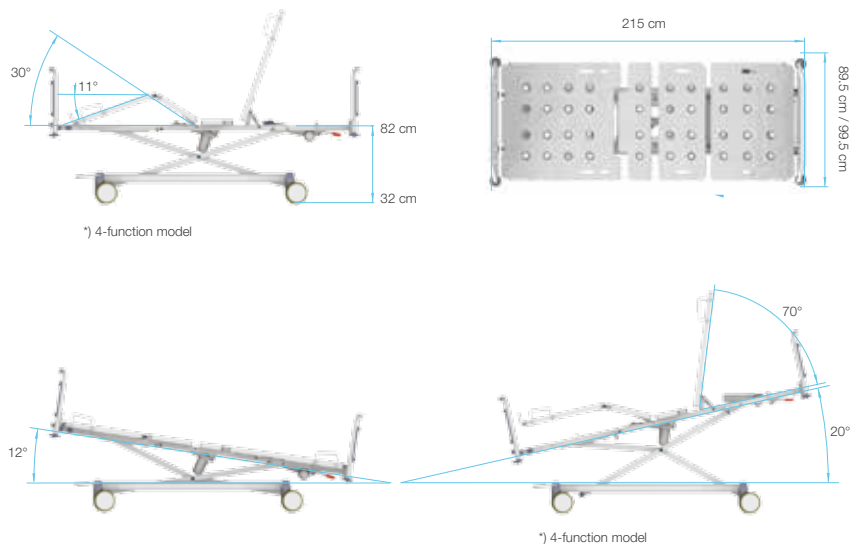 215 cm
30°
11°
89.5 cm / 99.5 cm
82 cm
32 cm
*) 4-function model
70°
12°
20°
*) 4-function model